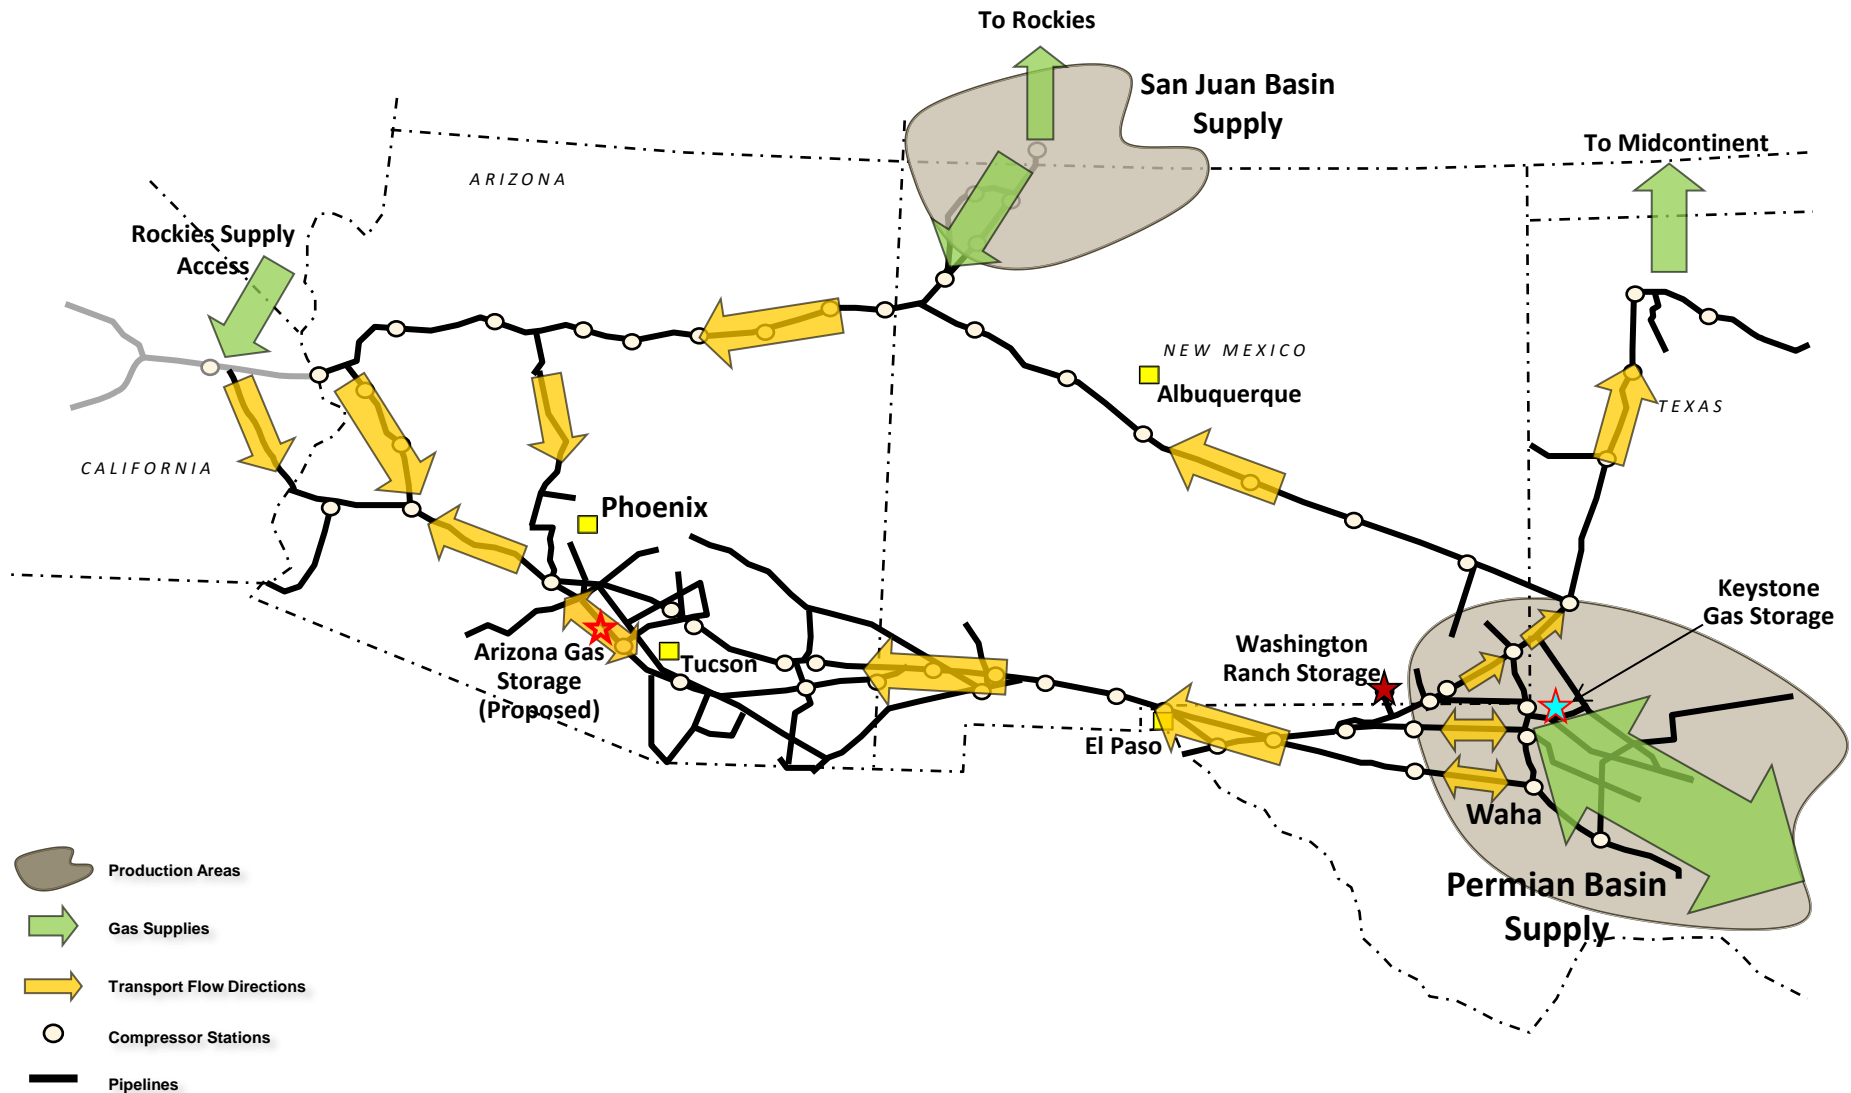 To Rockies
San Juan Basin
Supply
To Midcontinent
ARIZONA
Rockies Supply
Access
NEW MEXICO
Albuquerque
TEXAS
CALIFORNIA
Phoenix
Keystone
Gas Storage
Washington
Ranch Storage
Arizona Gas
Storage
(Proposed)
Tucson
El Paso
Waha
Permian Basin
Supply
Production Areas
Gas Supplies
Transport Flow Directions
Compressor Stations
Pipelines